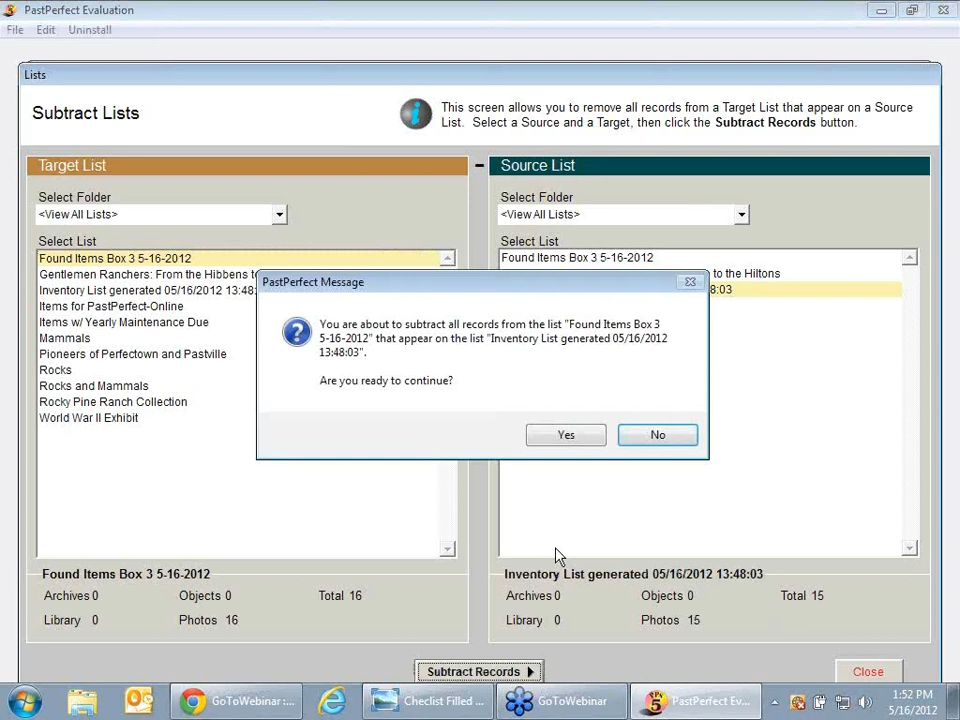 PastPerfect Evaluation
File Edit Uninstall
Lists
Subtract Lists
This screen allows you to remove all records from a Target List that appear on a Source
List. Select a Source and a Target, then click the Subtract Records button.
Target List
Select Folder
<View All Lists>
Select List
Found Items Box 3 5-16-2012
Gentlemen Ranchers: From the Hibbens to
Inventory List generated 05/16/2012 13:48:
Items for PastPerfect-Online
Items w/ Yearly Maintenance Due
Mammals
Pioneers of Perfectown and Pastville
Rocks
Rocks and Mammals
Rocky Pine Ranch Collection
World War II Exhibit
Found Items Box 3 5-16-2012
Archives 0 Objects 0 Total 16
Library 0 Photos 16
- Source List
Select Folder
<View All Lists>
Select List
Found Items Box 3 5-16-2012
to the Hiltons
8:03
Inventory List generated 05/16/2012 13:48:03
Archives 0 Objects 0 Total 15
Library 0 Photos 15
PastPerfect Message
You are about to subtract all records from the list "Found Items Box 3
5-16-2012" that appear on the list "Inventory List generated 05/16/2012
13:48:03".
Are you ready to continue?
Yes No
Subtract Records
Close
GoToWebinar :...
Checlist Filled ...
GoToWebinar
PastPerfect Ev...
1:52 PM
5/16/2012